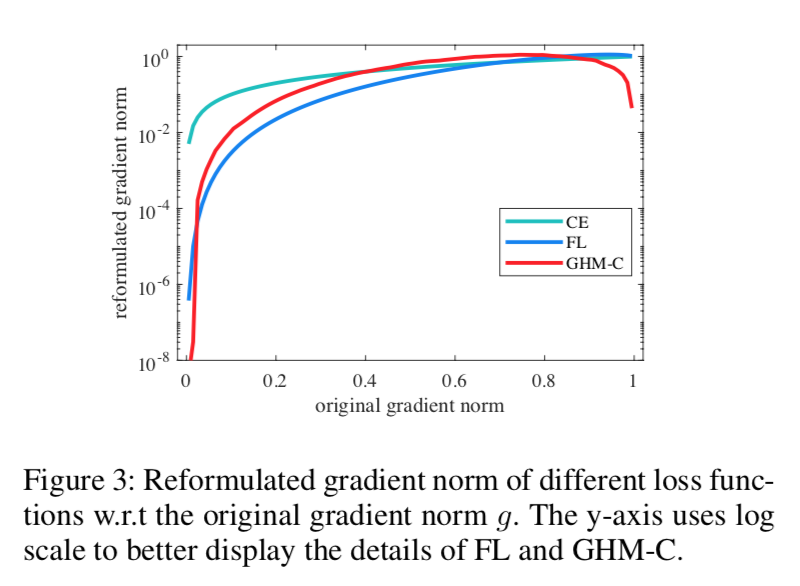 reformulated gradient norm
10^0
10^-2
10^-4
10^-6
10^-8
CE
FL
GHM-C
0 0.2 0.4 0.6 0.8 1
original gradient norm
Figure 3: Reformulated gradient norm of different loss func-
tions w.r.t the original gradient norm g. The y-axis uses log
scale to better display the details of FL and GHM-C.